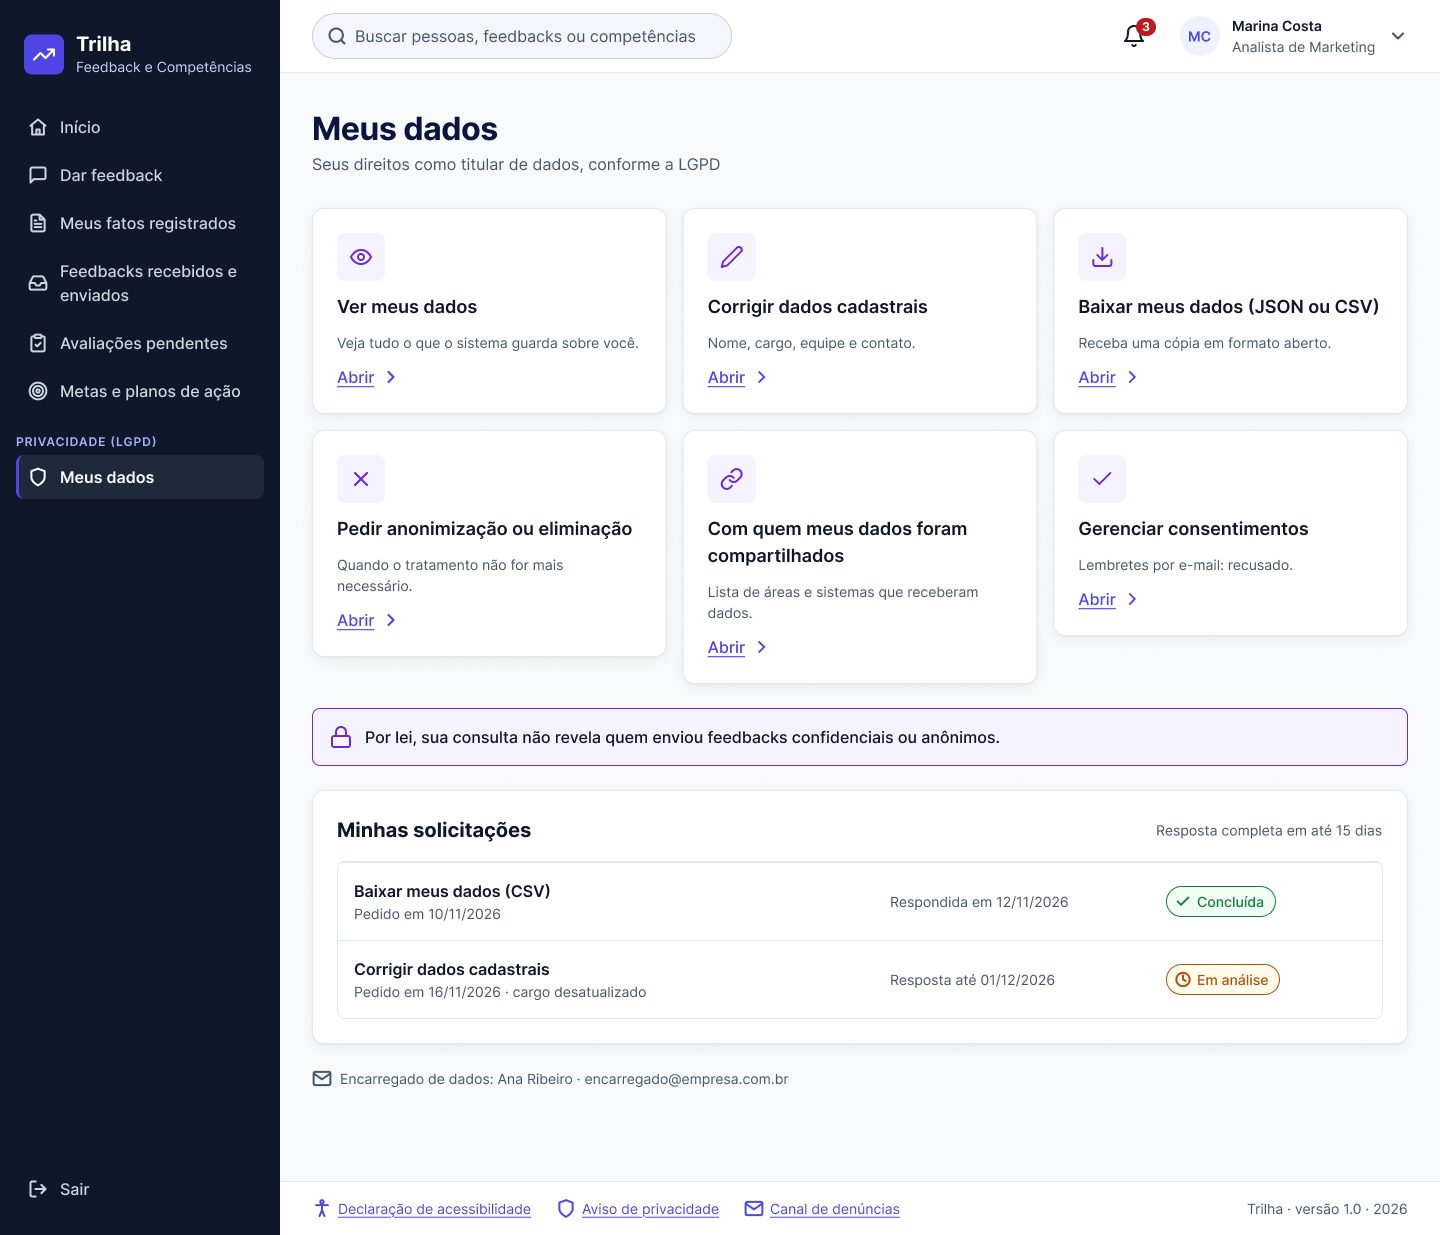 Trilha
Feedback e Competências
Início
Dar feedback
Meus fatos registrados
Feedbacks recebidos e
enviados
Avaliações pendentes
Metas e planos de ação
PRIVACIDADE (LGPD)
Meus dados
Sair
Buscar pessoas, feedbacks ou competências
3
MC
Marina Costa
Analista de Marketing
Meus dados
Seus direitos como titular de dados, conforme a LGPD
Ver meus dados
Veja tudo o que o sistema guarda sobre você.
Abrir
Corrigir dados cadastrais
Nome, cargo, equipe e contato.
Abrir
Baixar meus dados (JSON ou CSV)
Receba uma cópia em formato aberto.
Abrir
Pedir anonimização ou eliminação
Quando o tratamento não for mais
necessário.
Abrir
Com quem meus dados foram
compartilhados
Lista de áreas e sistemas que receberam
dados.
Abrir
Gerenciar consentimentos
Lembretes por e-mail: recusado.
Abrir
Por lei, sua consulta não revela quem enviou feedbacks confidenciais ou anônimos.
Minhas solicitações
Resposta completa em até 15 dias
Baixar meus dados (CSV)
Pedido em 10/11/2026
Respondida em 12/11/2026
Concluída
Corrigir dados cadastrais
Pedido em 16/11/2026 · cargo desatualizado
Resposta até 01/12/2026
Em análise
Encarregado de dados: Ana Ribeiro · encarregado@empresa.com.br
Declaração de acessibilidade
Aviso de privacidade
Canal de denúncias
Trilha · versão 1.0 · 2026